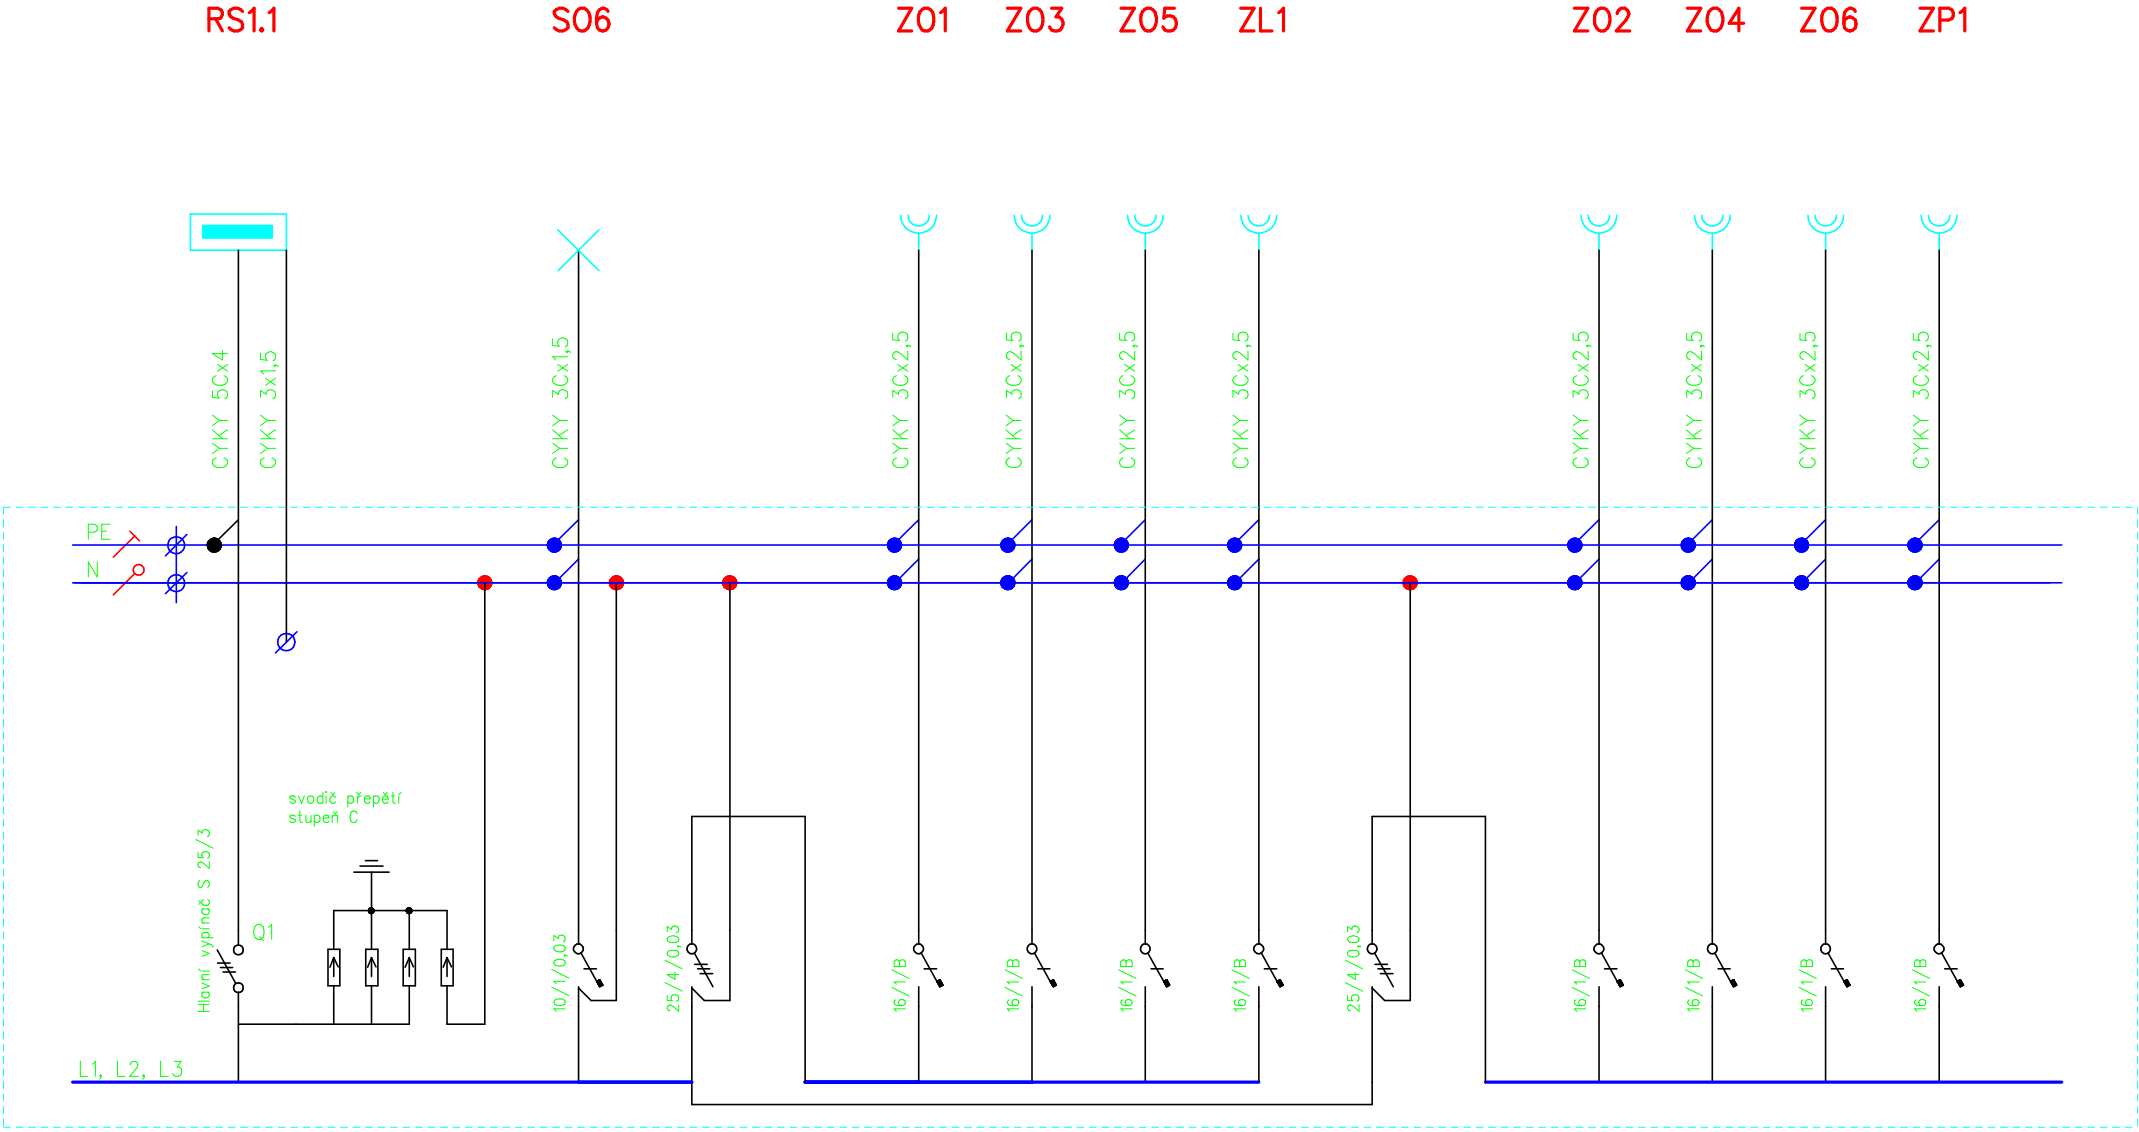 RS1.1 SO6 ZO1 ZO3 ZO5 ZL1 ZO2 ZO4 ZO6 ZP1
CYKY 5Cx4
CYKY 3x1,5
CYKY 3Cx1,5
CYKY 3Cx2,5
CYKY 3Cx2,5
CYKY 3Cx2,5
CYKY 3Cx2,5
CYKY 3Cx2,5
CYKY 3Cx2,5
CYKY 3Cx2,5
CYKY 3Cx2,5
PE
N
svodič přepětí
stupeň C
Hlavní vypínač S 25/3
Q1
10/1/0,03
25/4/0,03
16/1/B
16/1/B
16/1/B
16/1/B
25/4/0,03
16/1/B
16/1/B
16/1/B
16/1/B
L1, L2, L3